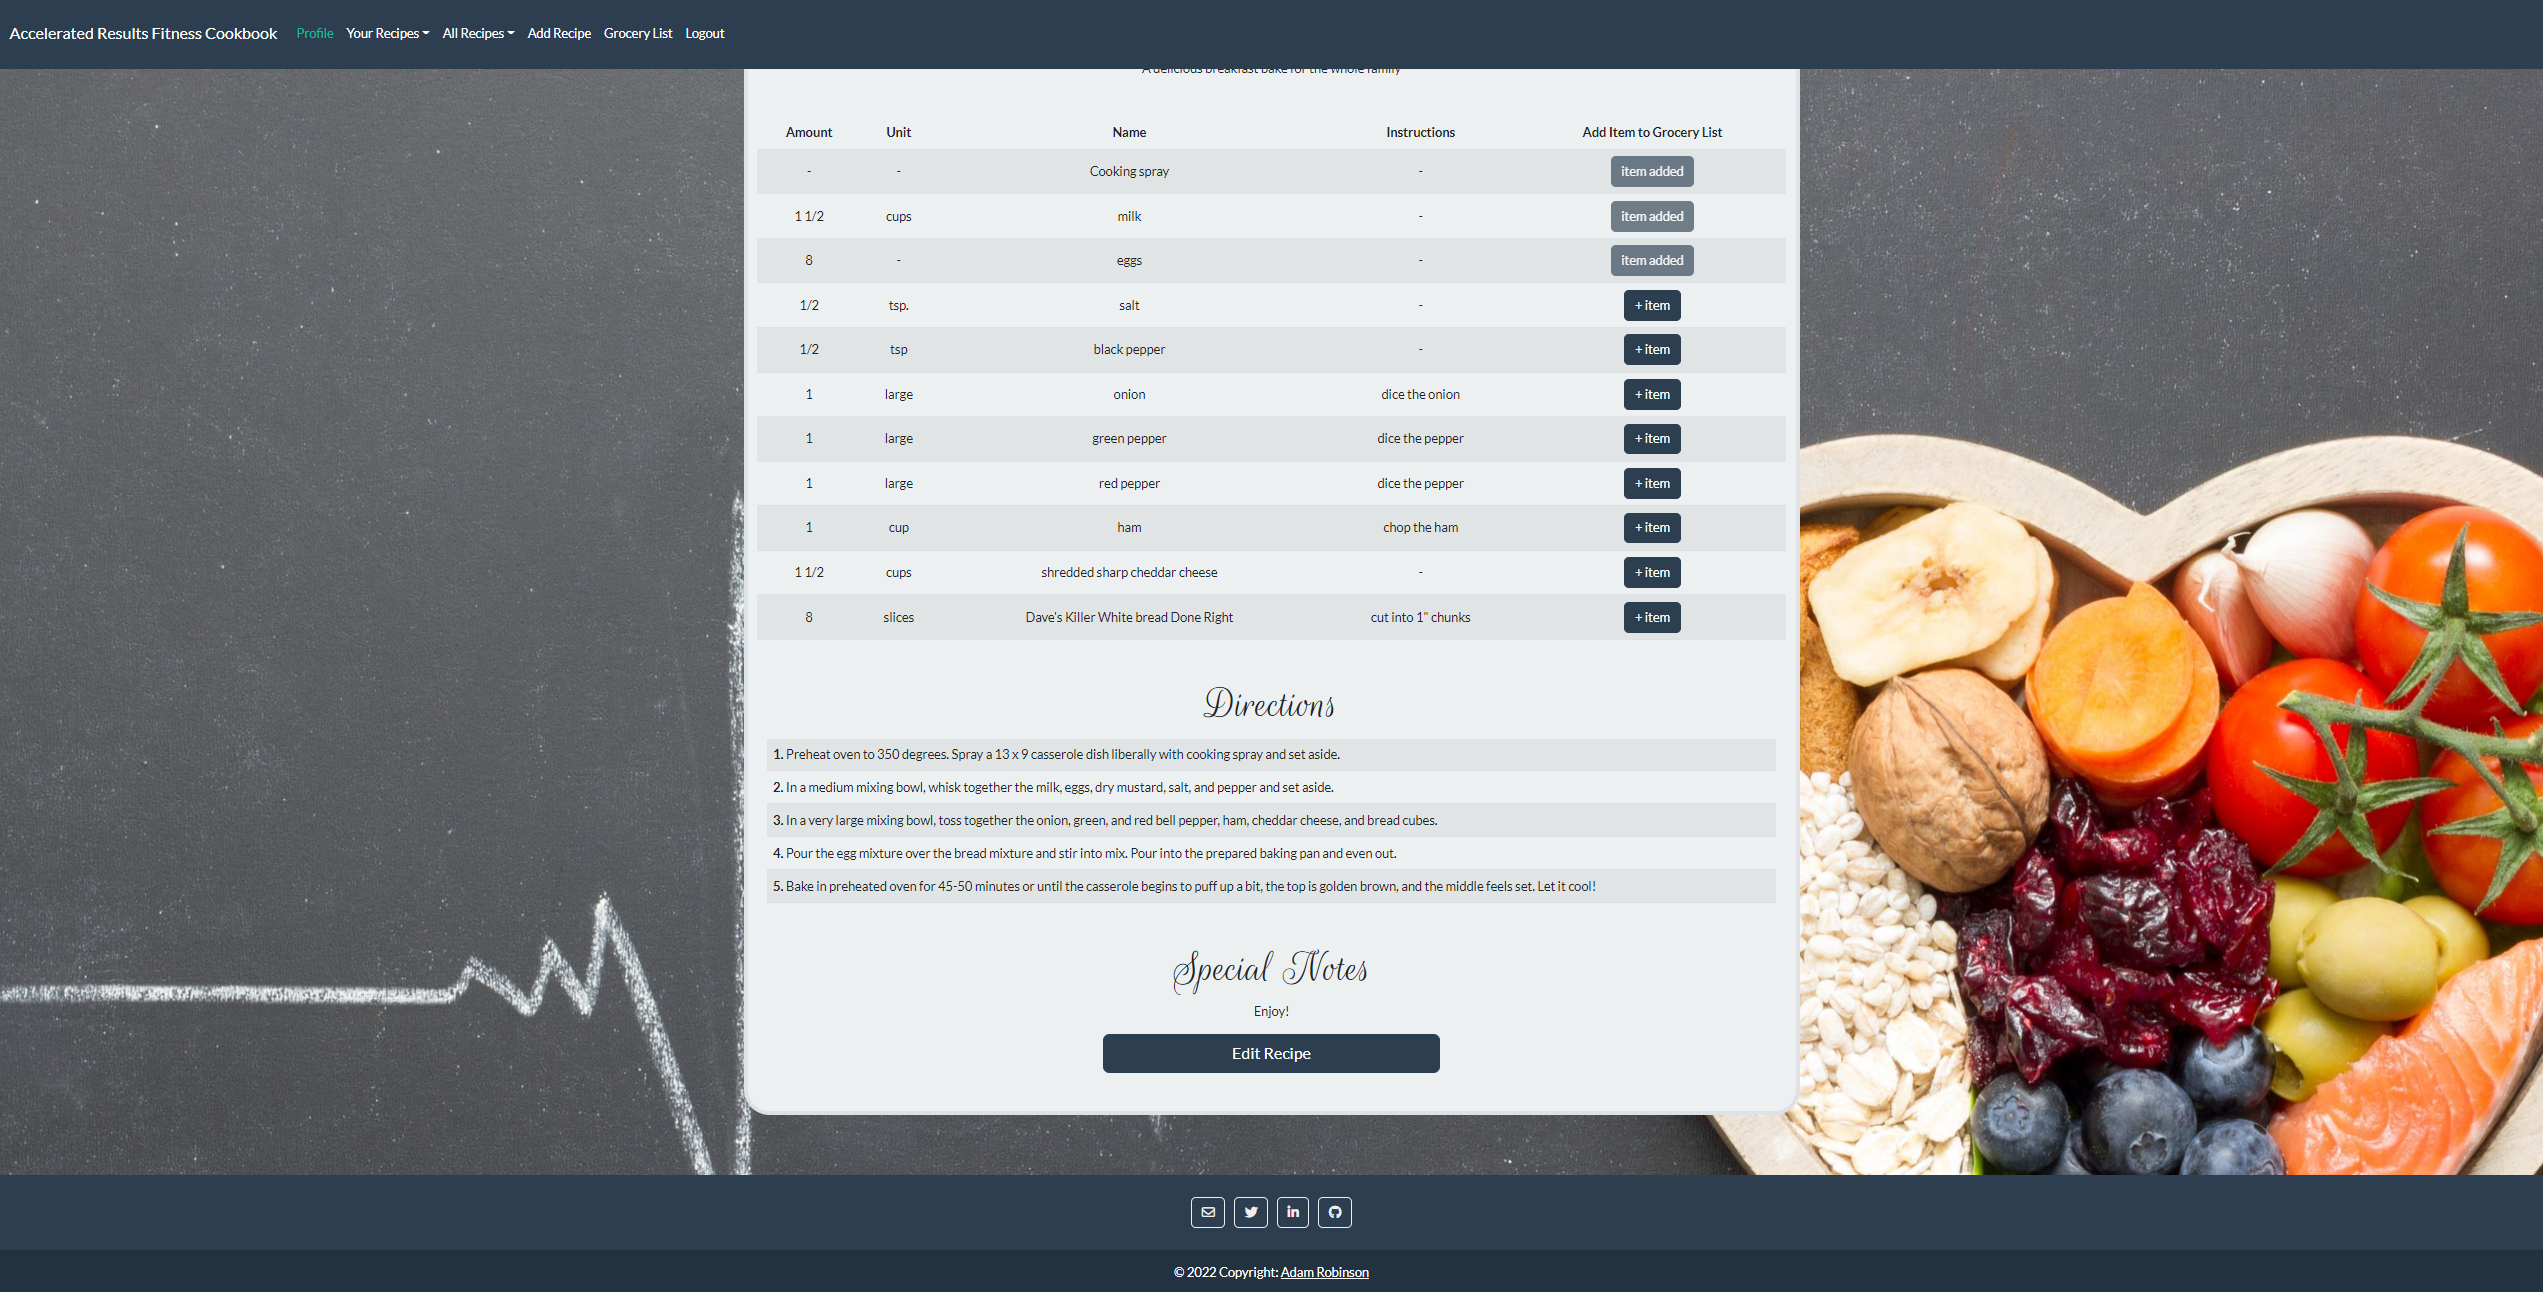 Accelerated Results Fitness Cookbook Profile Your Recipes All Recipes Add Recipe Grocery List Logout
A delicious breakfast bake for the whole family
Amount Unit Name Instructions Add Item to Grocery List
- - Cooking spray - item added
1 1/2 cups milk - item added
8 - eggs - item added
1/2 tsp. salt - + item
1/2 tsp black pepper - + item
1 large onion dice the onion + item
1 large green pepper dice the pepper + item
1 large red pepper dice the pepper + item
1 cup ham chop the ham + item
1 1/2 cups shredded sharp cheddar cheese - + item
8 slices Dave's Killer White bread Done Right cut into 1" chunks + item
Directions
1. Preheat oven to 350 degrees. Spray a 13 x 9 casserole dish liberally with cooking spray and set aside.
2. In a medium mixing bowl, whisk together the milk, eggs, dry mustard, salt, and pepper and set aside.
3. In a very large mixing bowl, toss together the onion, green, and red bell pepper, ham, cheddar cheese, and bread cubes.
4. Pour the egg mixture over the bread mixture and stir into mix. Pour into the prepared baking pan and even out.
5. Bake in preheated oven for 45-50 minutes or until the casserole begins to puff up a bit, the top is golden brown, and the middle feels set. Let it cool!
Special Notes
Enjoy!
Edit Recipe
in
© 2022 Copyright: Adam Robinson